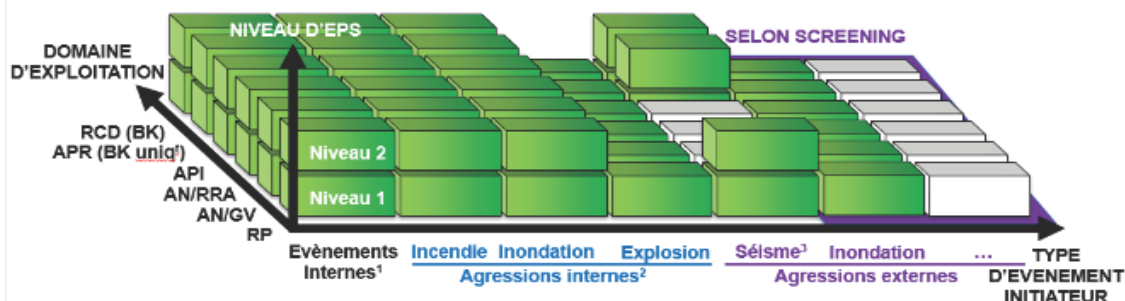 NIVEAU D'EPS
SELON SCREENING
DOMAINE
D'EXPLOITATION
RCD (BK)
APR (BK uniqt)
API
AN/RRA
AN/GV
RP
Niveau 2
Niveau 1
Evènements
Internes¹
Incendie
Inondation
Explosion
Agressions internes²
Séisme³
Inondation
...
Agressions externes
TYPE
D'EVENEMENT
INITIATEUR